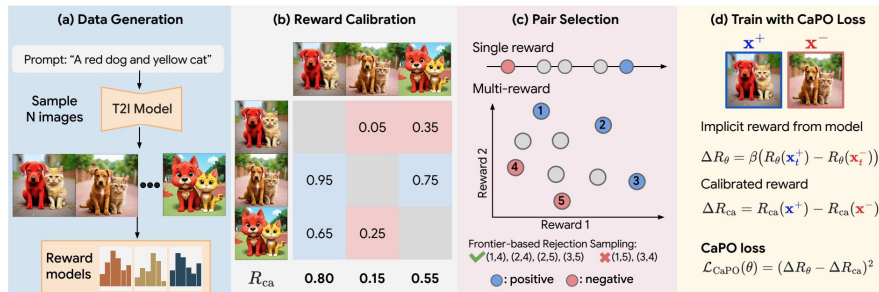 (a) Data Generation
Prompt: “A red dog and yellow cat”
Sample
N images
T2I Model
Reward
models
(b) Reward Calibration
0.05 0.35
0.95 0.75
0.65 0.25
R_ca 0.80 0.15 0.55
(c) Pair Selection
Single reward
Multi-reward
1
2
3
4
5
Reward 2
Reward 1
Frontier-based Rejection Sampling:
(1,4), (2,4), (2,5), (3,5) (1,5), (3,4)
: positive : negative
(d) Train with CaPO Loss
x⁺ x⁻
Implicit reward from model
ΔR_θ = β(R_θ(x_t⁺) − R_θ(x_t⁻))
Calibrated reward
ΔR_ca = R_ca(x⁺) − R_ca(x⁻)
CaPO loss
ℒ_CaPO(θ) = (ΔR_θ − ΔR_ca)²